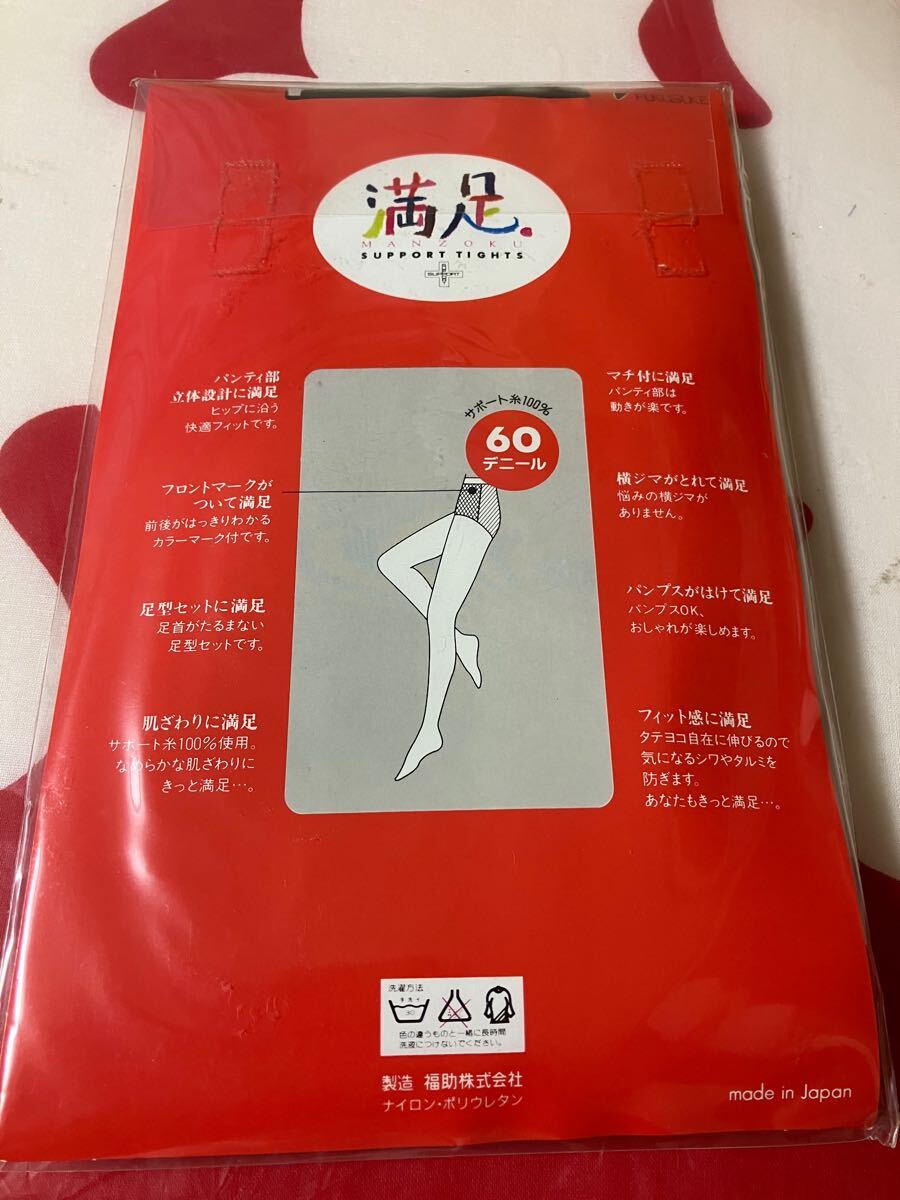 FUKUSUKE
満足.
MANZOKU
SUPPORT TIGHTS
SUPPORT
パンティ部
立体設計に満足
ヒップに沿う
快適フィットです。
フロントマークが
ついて満足
前後がはっきりわかる
カラーマーク付です。
足型セットに満足
足首がたるまない
足型セットです。
肌ざわりに満足
サポート糸100%使用。
なめらかな肌ざわりに
きっと満足…。
サポート糸100%
60
デニール
マチ付に満足
パンティ部は
動きが楽です。
横ジマがとれて満足
悩みの横ジマが
ありません。
パンプスがはけて満足
パンプスOK、
おしゃれが楽しめます。
フィット感に満足
タテヨコ自在に伸びるので
気になるシワやタルミを
防ぎます。
あなたもきっと満足…。
洗濯方法
手洗イ
30
色の違うものと一緒に長時間
洗液につけないでください。
製造 福助株式会社
ナイロン・ポリウレタン
made in Japan